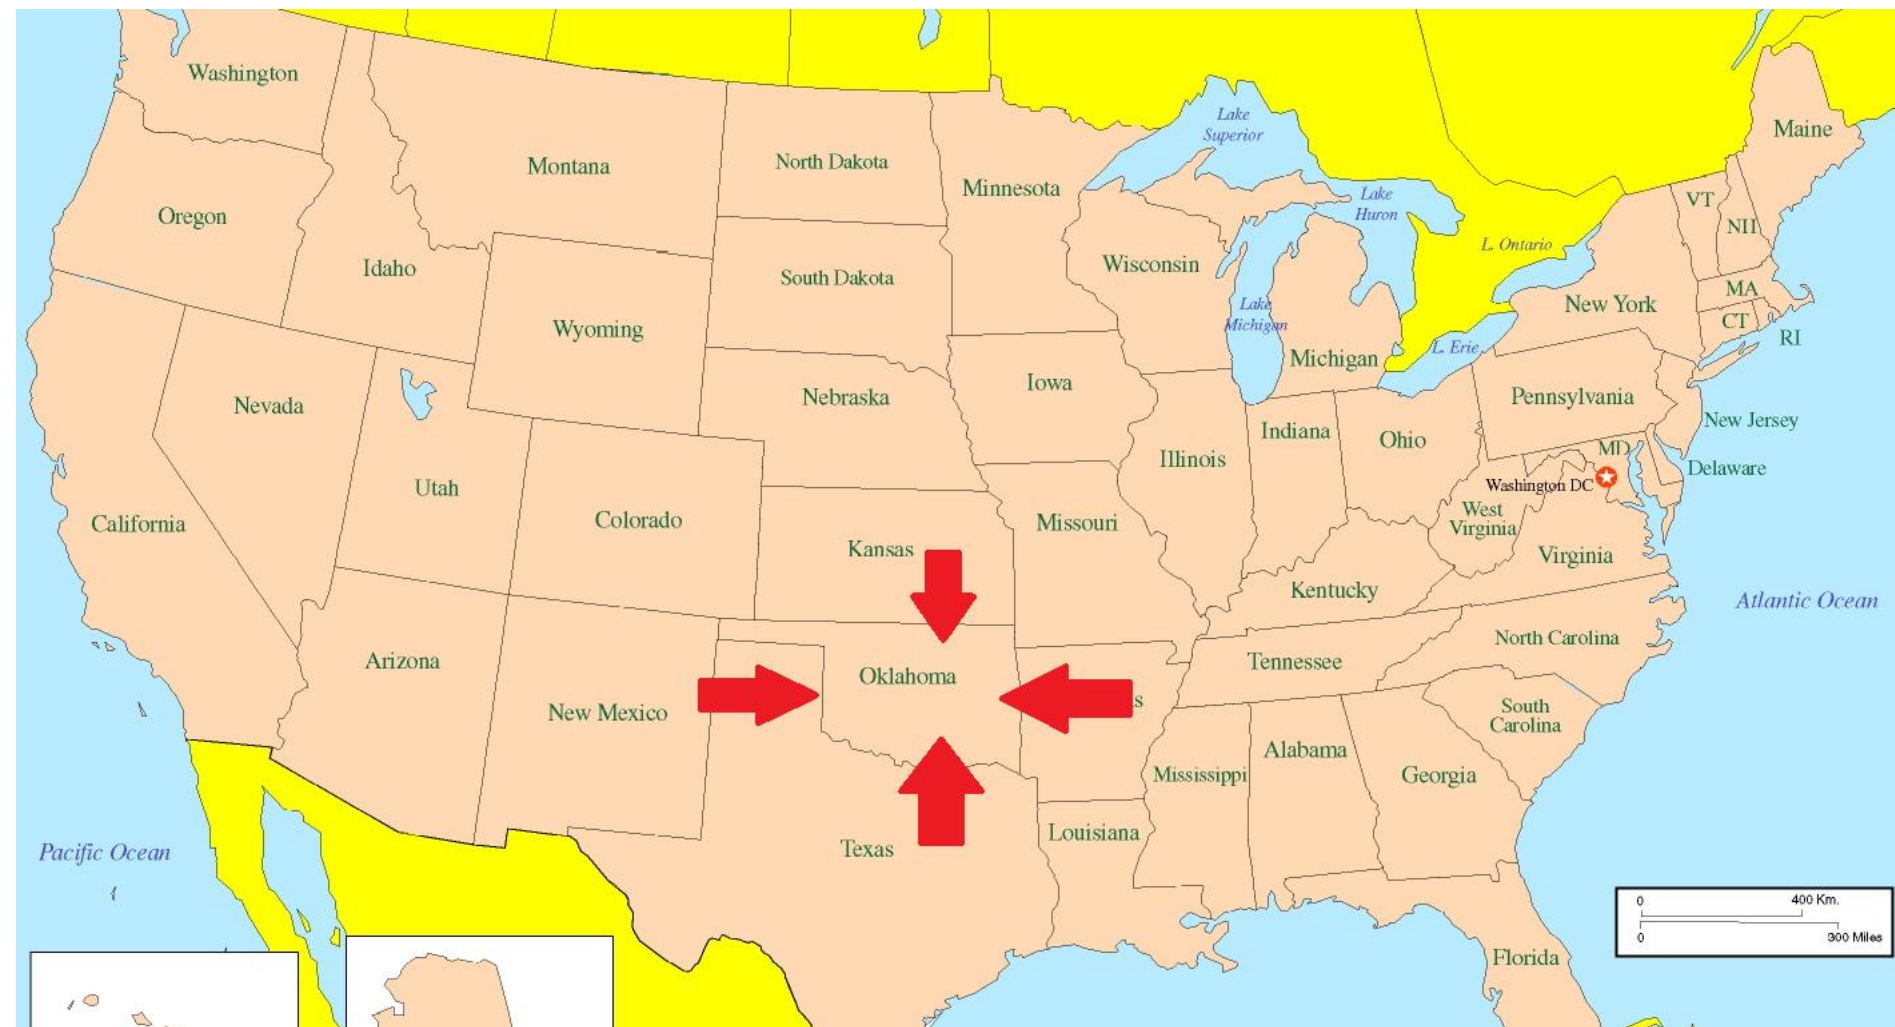 Washington
Montana
North Dakota
Minnesota
Lake
Superior
Maine
Oregon
Idaho
Lake
Huron
VT
NH
L. Ontario
Wisconsin
South Dakota
Wyoming
Lake
Michigan
New York
MA
CT
RI
Michigan
L. Erie
Nevada
Nebraska
Iowa
Pennsylvania
New Jersey
Illinois
Indiana
Ohio
MD
Delaware
Washington DC
Utah
Colorado
California
Kansas
Missouri
West
Virginia
Virginia
Kentucky
Atlantic Ocean
Arizona
Oklahoma
Tennessee
North Carolina
New Mexico
s
South
Carolina
Mississippi
Alabama
Georgia
Pacific Ocean
Texas
Louisiana
Florida
0
400 Km.
0
300 Miles